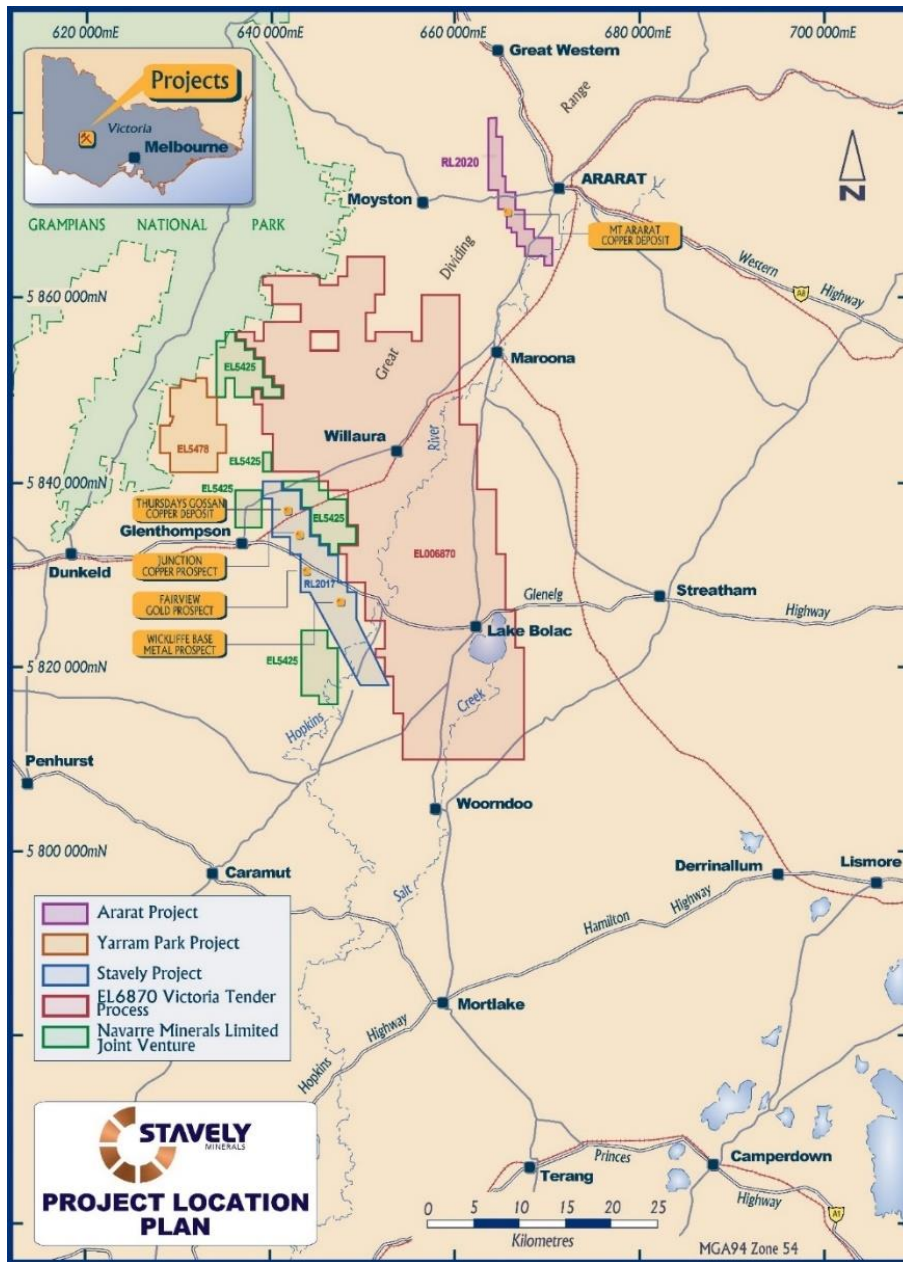 620 000mE
640 000mE
660 000mE
680 000mE
700 000mE
Projects
Victoria
Melbourne
Great Western
Range
RL2020
ARARAT
Moyston
N
GRAMPIANS NATIONAL PARK
MT ARARAT
COPPER DEPOSIT
Dividing
Western
Highway
A8
5 860 000mN
Great
Maroona
EL5425
River
Willaura
EL5478
EL5425
5 840 000mN
EL5425
THURSDAYS GOSSAN
COPPER DEPOSIT
EL5425
Glenthompson
EL006870
Dunkeld
JUNCTION
COPPER PROSPECT
RL2017
FAIRVIEW
GOLD PROSPECT
Glenelg
Streatham
Highway
Lake Bolac
WICKLIFFE BASE
METAL PROSPECT
EL5425
5 820 000mN
Creek
Hopkins
Penhurst
Woorndoo
5 800 000mN
Caramut
Salt
Derrinallum
Lismore
Hamilton
Highway
Ararat Project
Yarram Park Project
Stavely Project
EL6870 Victoria Tender
Process
Navarre Minerals Limited
Joint Venture
Mortlake
Highway
Hopkins
STAVELY
MINERALS
PROJECT LOCATION
PLAN
Terang
Princes
Camperdown
Highway
A1
0 5 10 15 20 25
Kilometres
MGA94 Zone 54